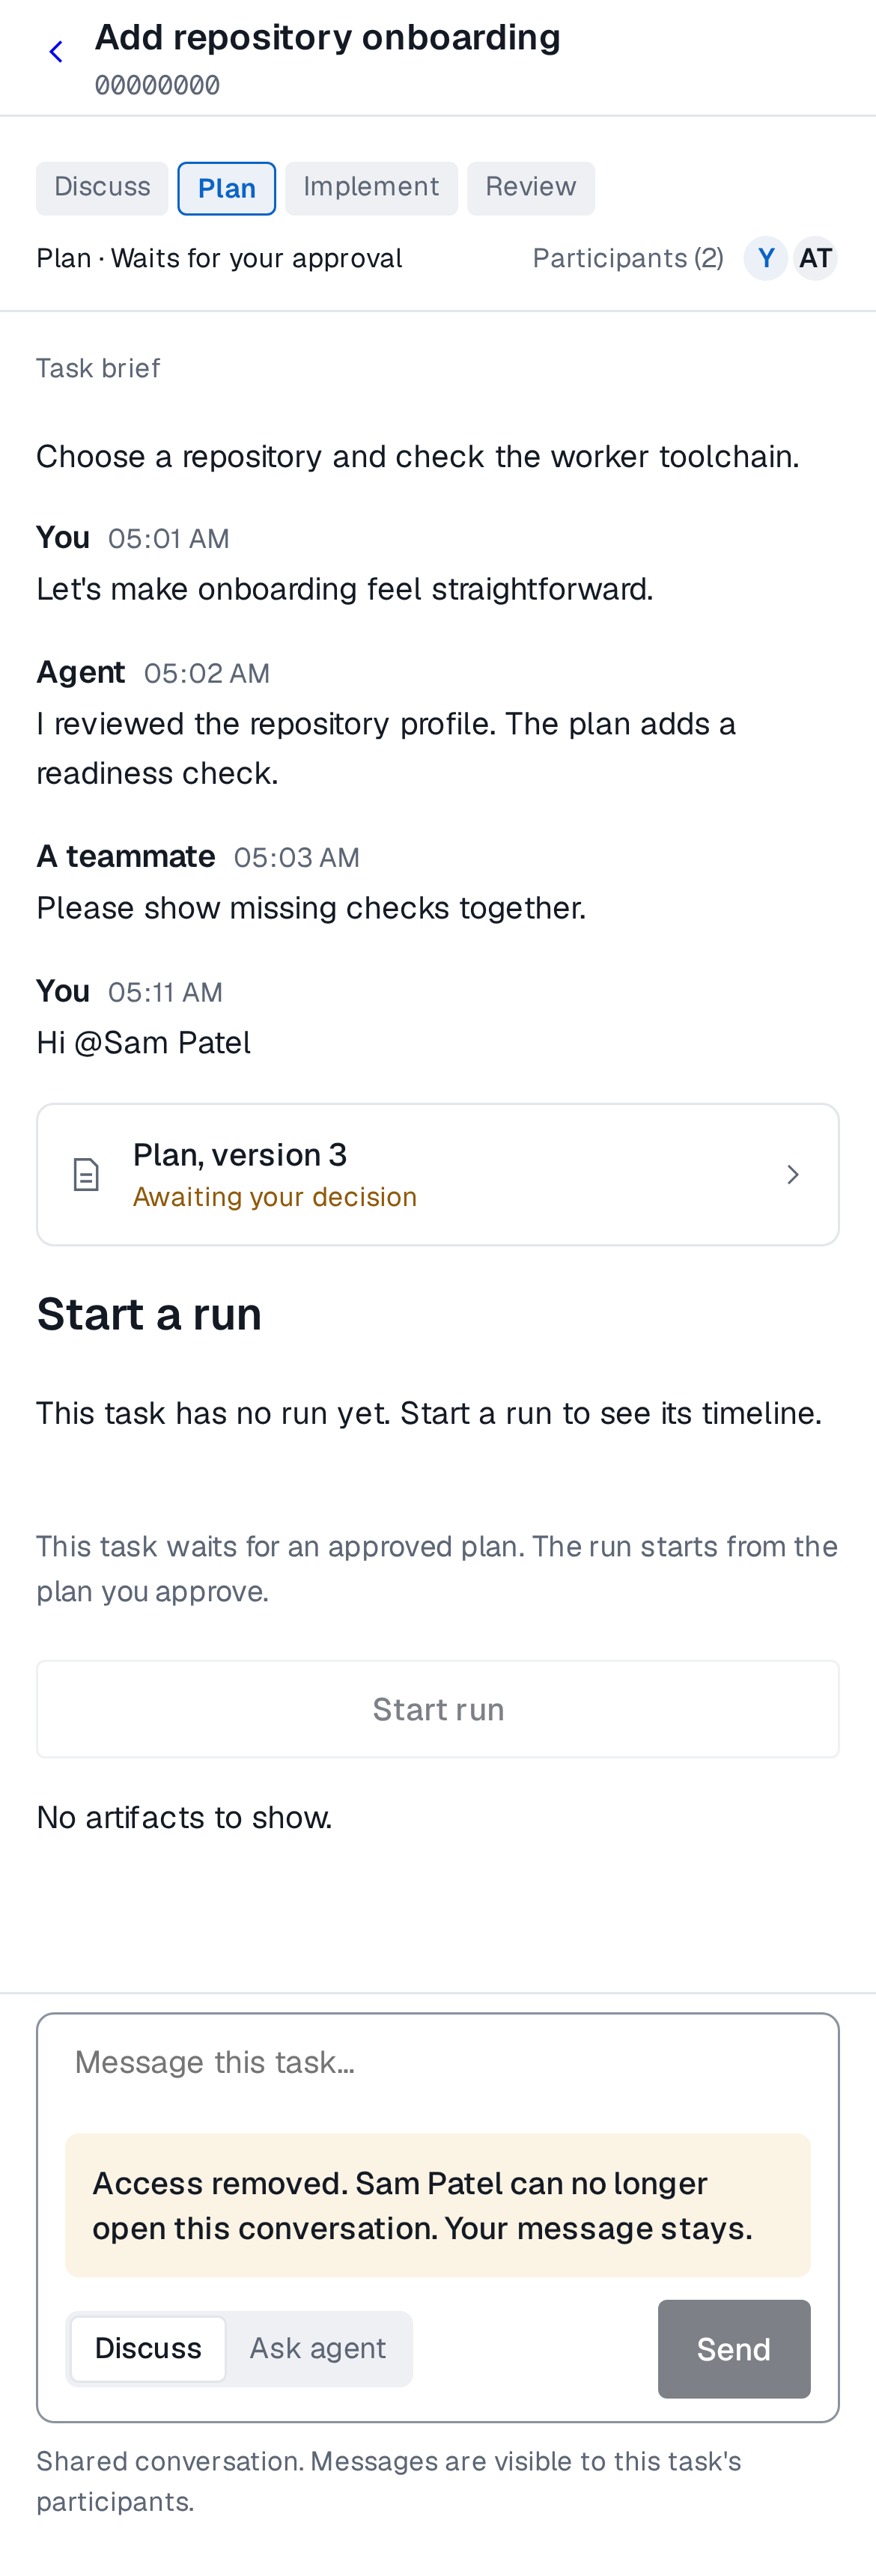 Add repository onboarding
00000000
Discuss Plan Implement Review
Plan · Waits for your approval Participants (2) Y AT
Task brief
Choose a repository and check the worker toolchain.
You 05:01 AM
Let's make onboarding feel straightforward.
Agent 05:02 AM
I reviewed the repository profile. The plan adds a
readiness check.
A teammate 05:03 AM
Please show missing checks together.
You 05:11 AM
Hi @Sam Patel
Plan, version 3
Awaiting your decision
Start a run
This task has no run yet. Start a run to see its timeline.
This task waits for an approved plan. The run starts from the
plan you approve.
Start run
No artifacts to show.
Message this task...
Access removed. Sam Patel can no longer
open this conversation. Your message stays.
Discuss Ask agent Send
Shared conversation. Messages are visible to this task's
participants.